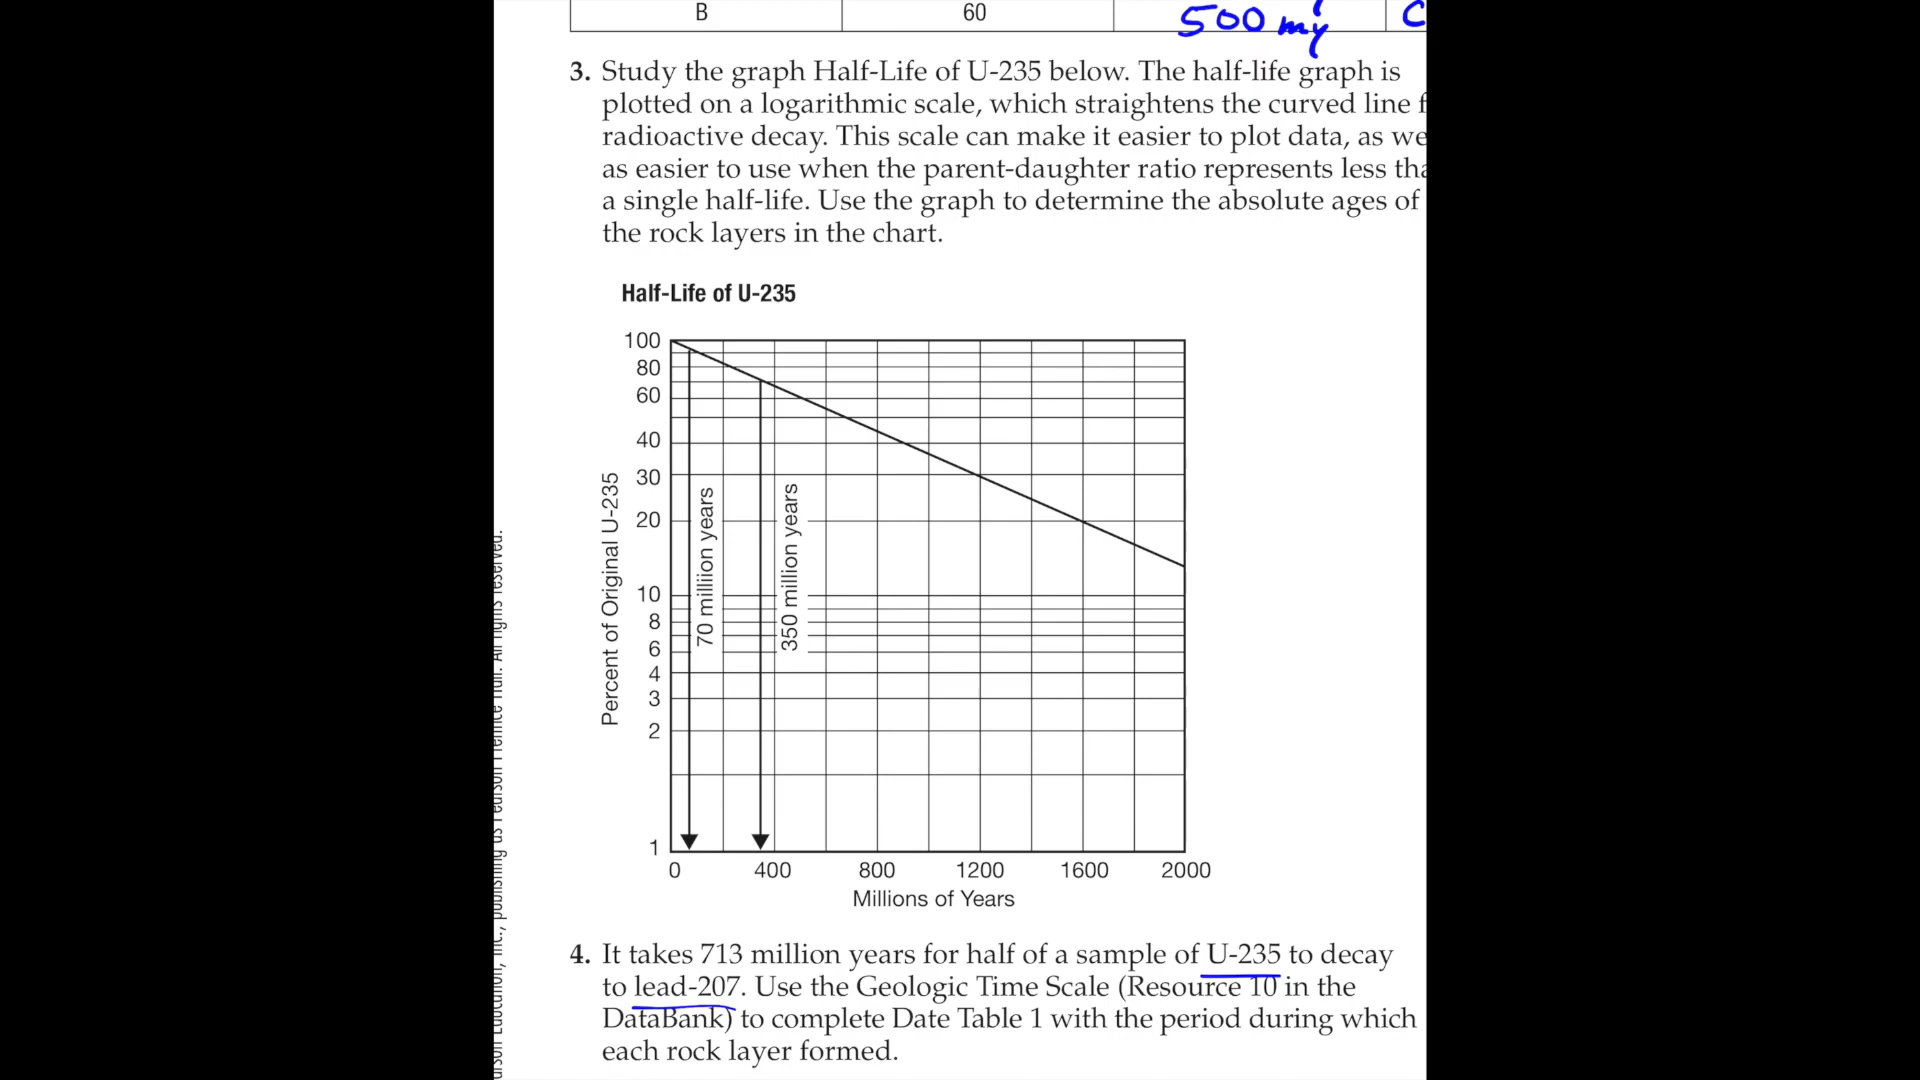 B 60 500 my C
3. Study the graph Half-Life of U-235 below. The half-life graph is
plotted on a logarithmic scale, which straightens the curved line f
radioactive decay. This scale can make it easier to plot data, as we
as easier to use when the parent-daughter ratio represents less tha
a single half-life. Use the graph to determine the absolute ages of
the rock layers in the chart.
Half-Life of U-235
100
80
60
40
30
20
10
8
6
4
3
2
1
Percent of Original U-235
70 milliion years
350 million years
0 400 800 1200 1600 2000
Millions of Years
4. It takes 713 million years for half of a sample of U-235 to decay
to lead-207. Use the Geologic Time Scale (Resource 10 in the
DataBank) to complete Date Table 1 with the period during which
each rock layer formed.